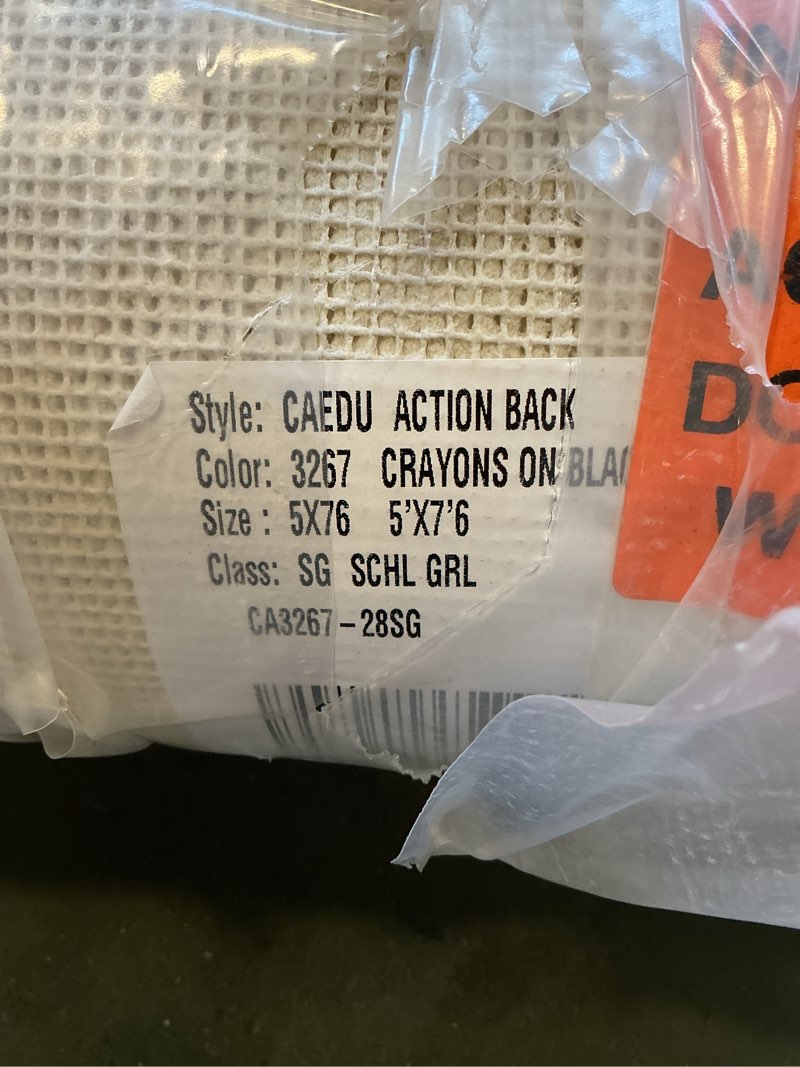 Style: CAEDU ACTION BACK
Color: 3267 CRAYONS ON
Size : 5X76 5'X7'6
Class: SG SCHL GRL
CA3267-28SG